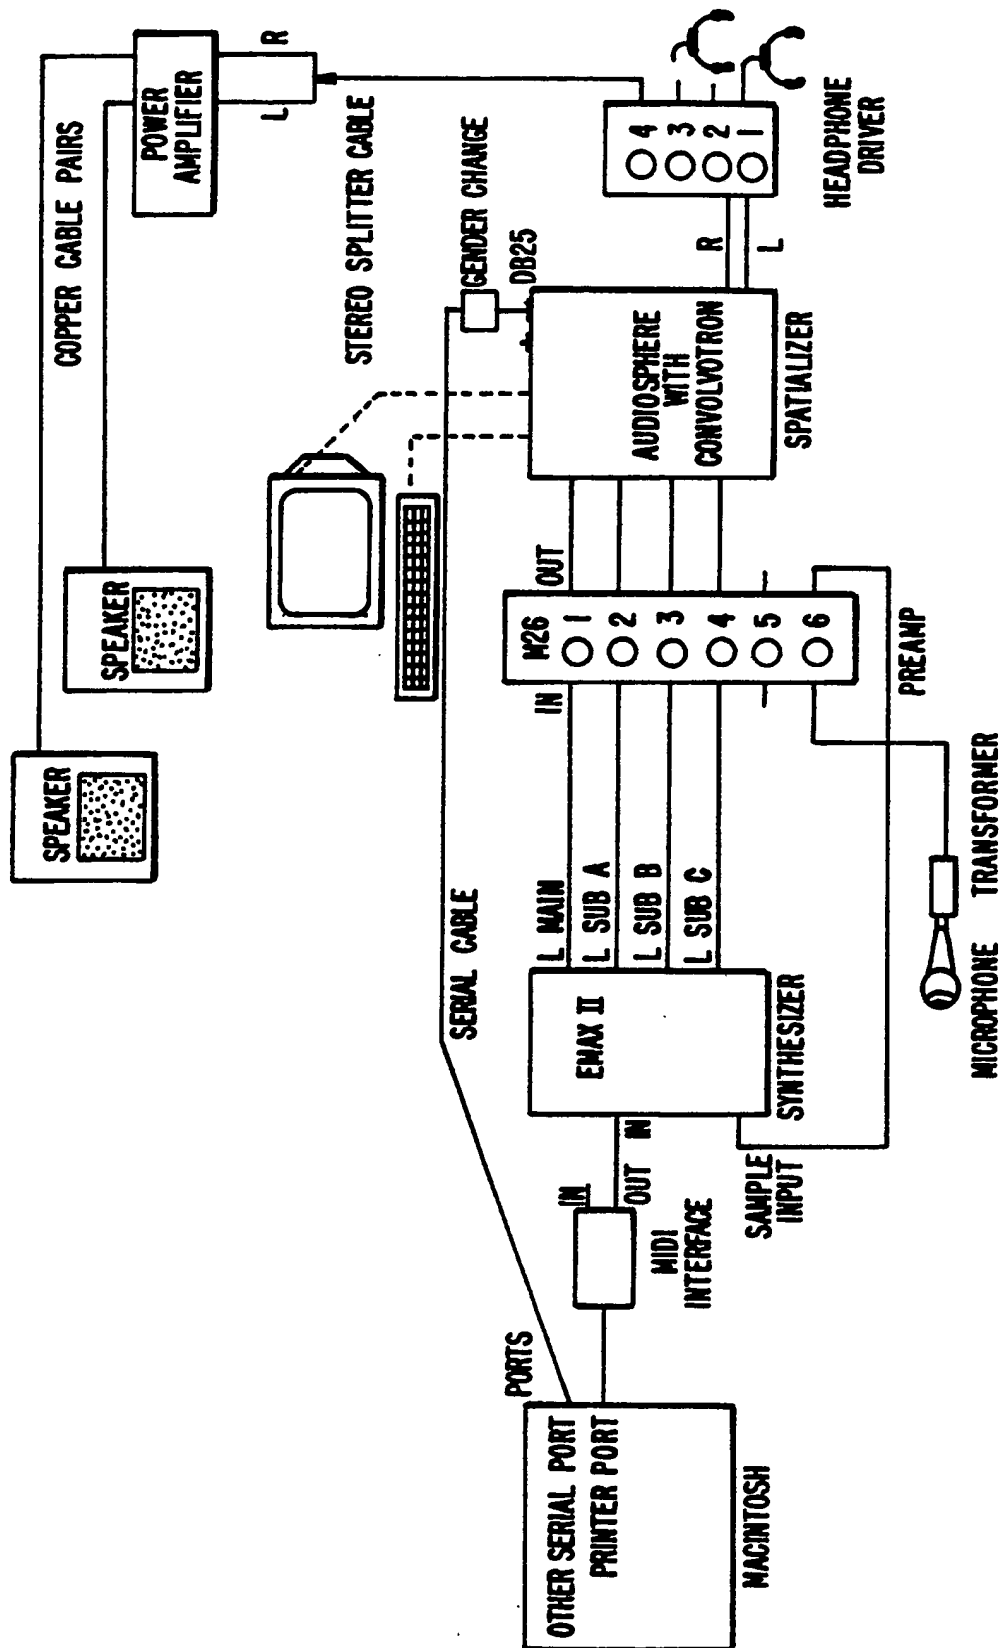 SPEAKER
SPEAKER
COPPER CABLE PAIRS
POWER
AMPLIFIER
L
R
STEREO SPLITTER CABLE
GENDER CHANGE
DB25
SERIAL CABLE
PORTS
OTHER SERIAL PORT
PRINTER PORT
MACINTOSH
IN
OUT
MIDI
INTERFACE
IN
EMAX II
SYNTHESIZER
SAMPLE
INPUT
L MAIN
L SUB A
L SUB B
L SUB C
IN
M26
OUT
1
2
3
4
5
6
PREAMP
MICROPHONE
TRANSFORMER
AUDIOSPHERE
WITH
CONVOLVOTRON
SPATIALIZER
R
L
4
3
2
1
HEADPHONE
DRIVER